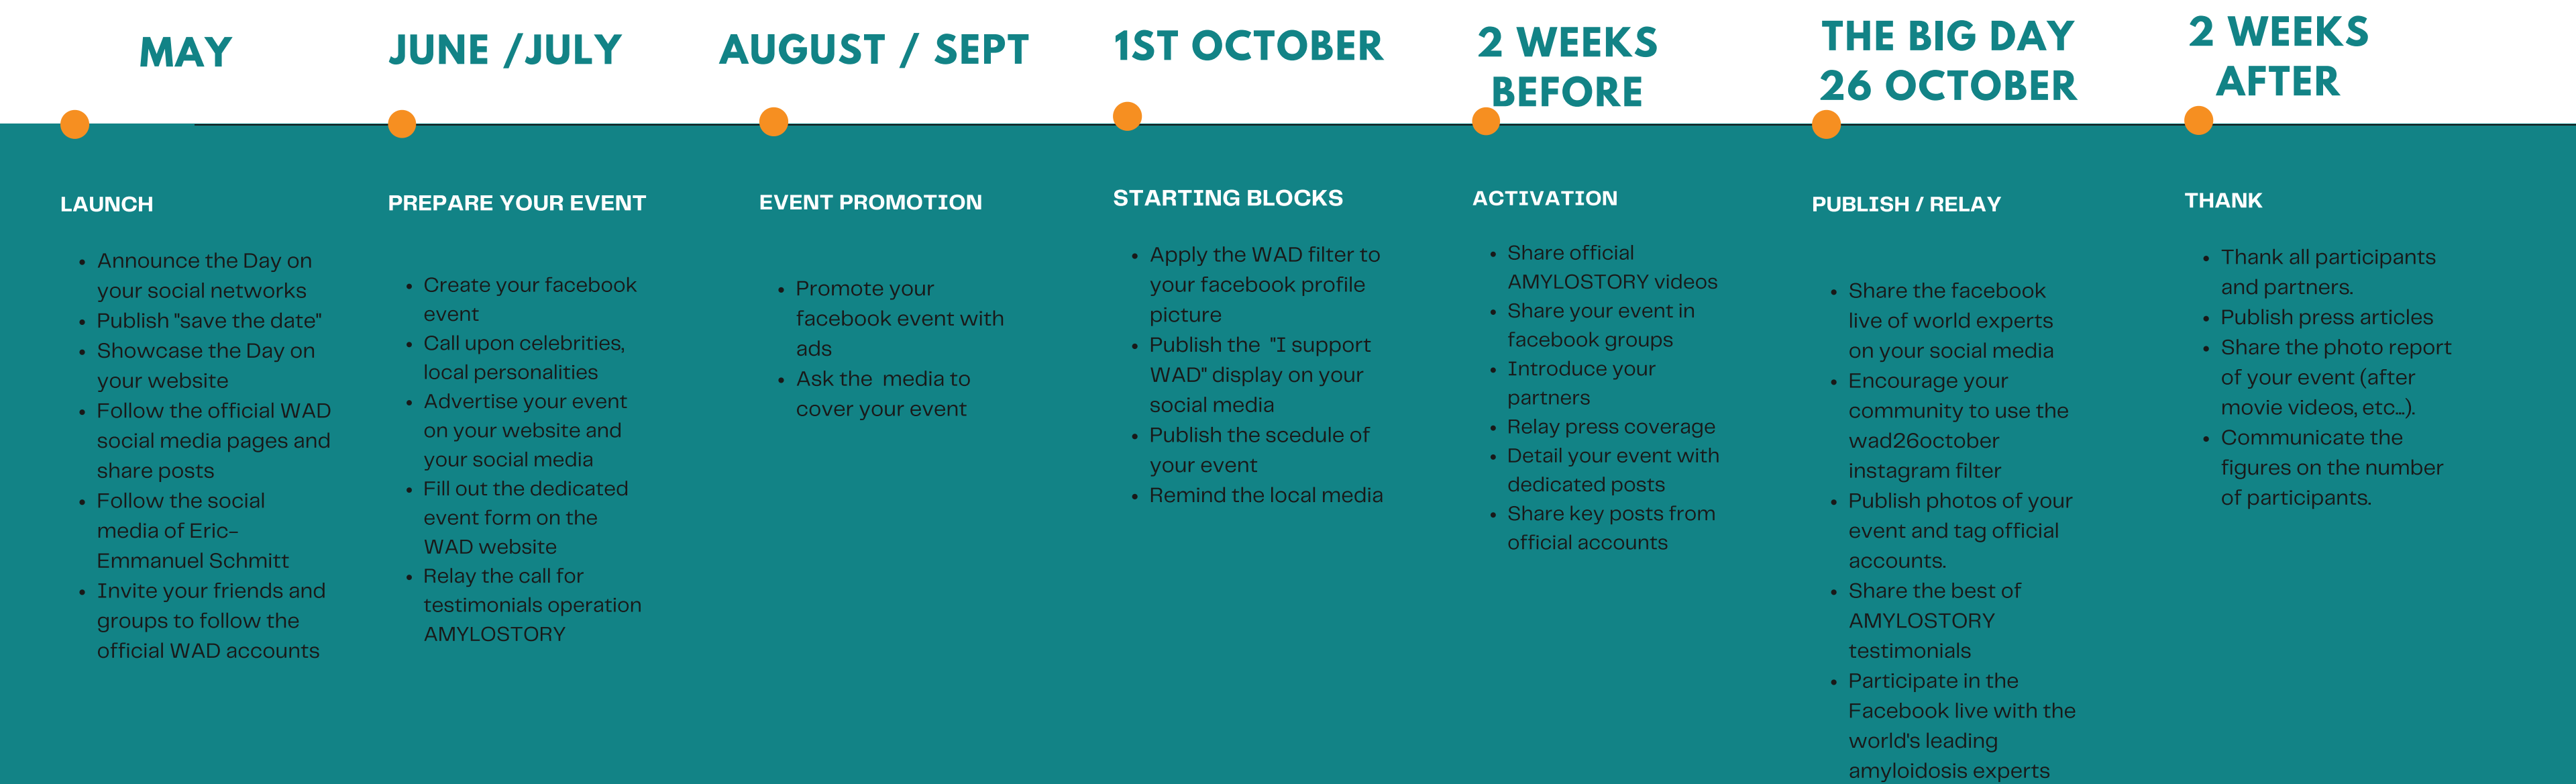 MAY
JUNE /JULY
AUGUST / SEPT
1ST OCTOBER
2 WEEKS
BEFORE
THE BIG DAY
26 OCTOBER
2 WEEKS
AFTER
LAUNCH
• Announce the Day on
your social networks
• Publish "save the date"
• Showcase the Day on
your website
• Follow the official WAD
social media pages and
share posts
• Follow the social
media of Eric-
Emmanuel Schmitt
• Invite your friends and
groups to follow the
official WAD accounts
PREPARE YOUR EVENT
• Create your facebook
event
• Call upon celebrities,
local personalities
• Advertise your event
on your website and
your social media
• Fill out the dedicated
event form on the
WAD website
• Relay the call for
testimonials operation
AMYLOSTORY
EVENT PROMOTION
• Promote your
facebook event with
ads
• Ask the  media to
cover your event
STARTING BLOCKS
• Apply the WAD filter to
your facebook profile
picture
• Publish the  "I support
WAD" display on your
social media
• Publish the scedule of
your event
• Remind the local media
ACTIVATION
• Share official
AMYLOSTORY videos
• Share your event in
facebook groups
• Introduce your
partners
• Relay press coverage
• Detail your event with
dedicated posts
• Share key posts from
official accounts
PUBLISH / RELAY
• Share the facebook
live of world experts
on your social media
• Encourage your
community to use the
wad26october
instagram filter
• Publish photos of your
event and tag official
accounts.
• Share the best of
AMYLOSTORY
testimonials
• Participate in the
Facebook live with the
world's leading
amyloidosis experts
THANK
• Thank all participants
and partners.
• Publish press articles
• Share the photo report
of your event (after
movie videos, etc...).
• Communicate the
figures on the number
of participants.